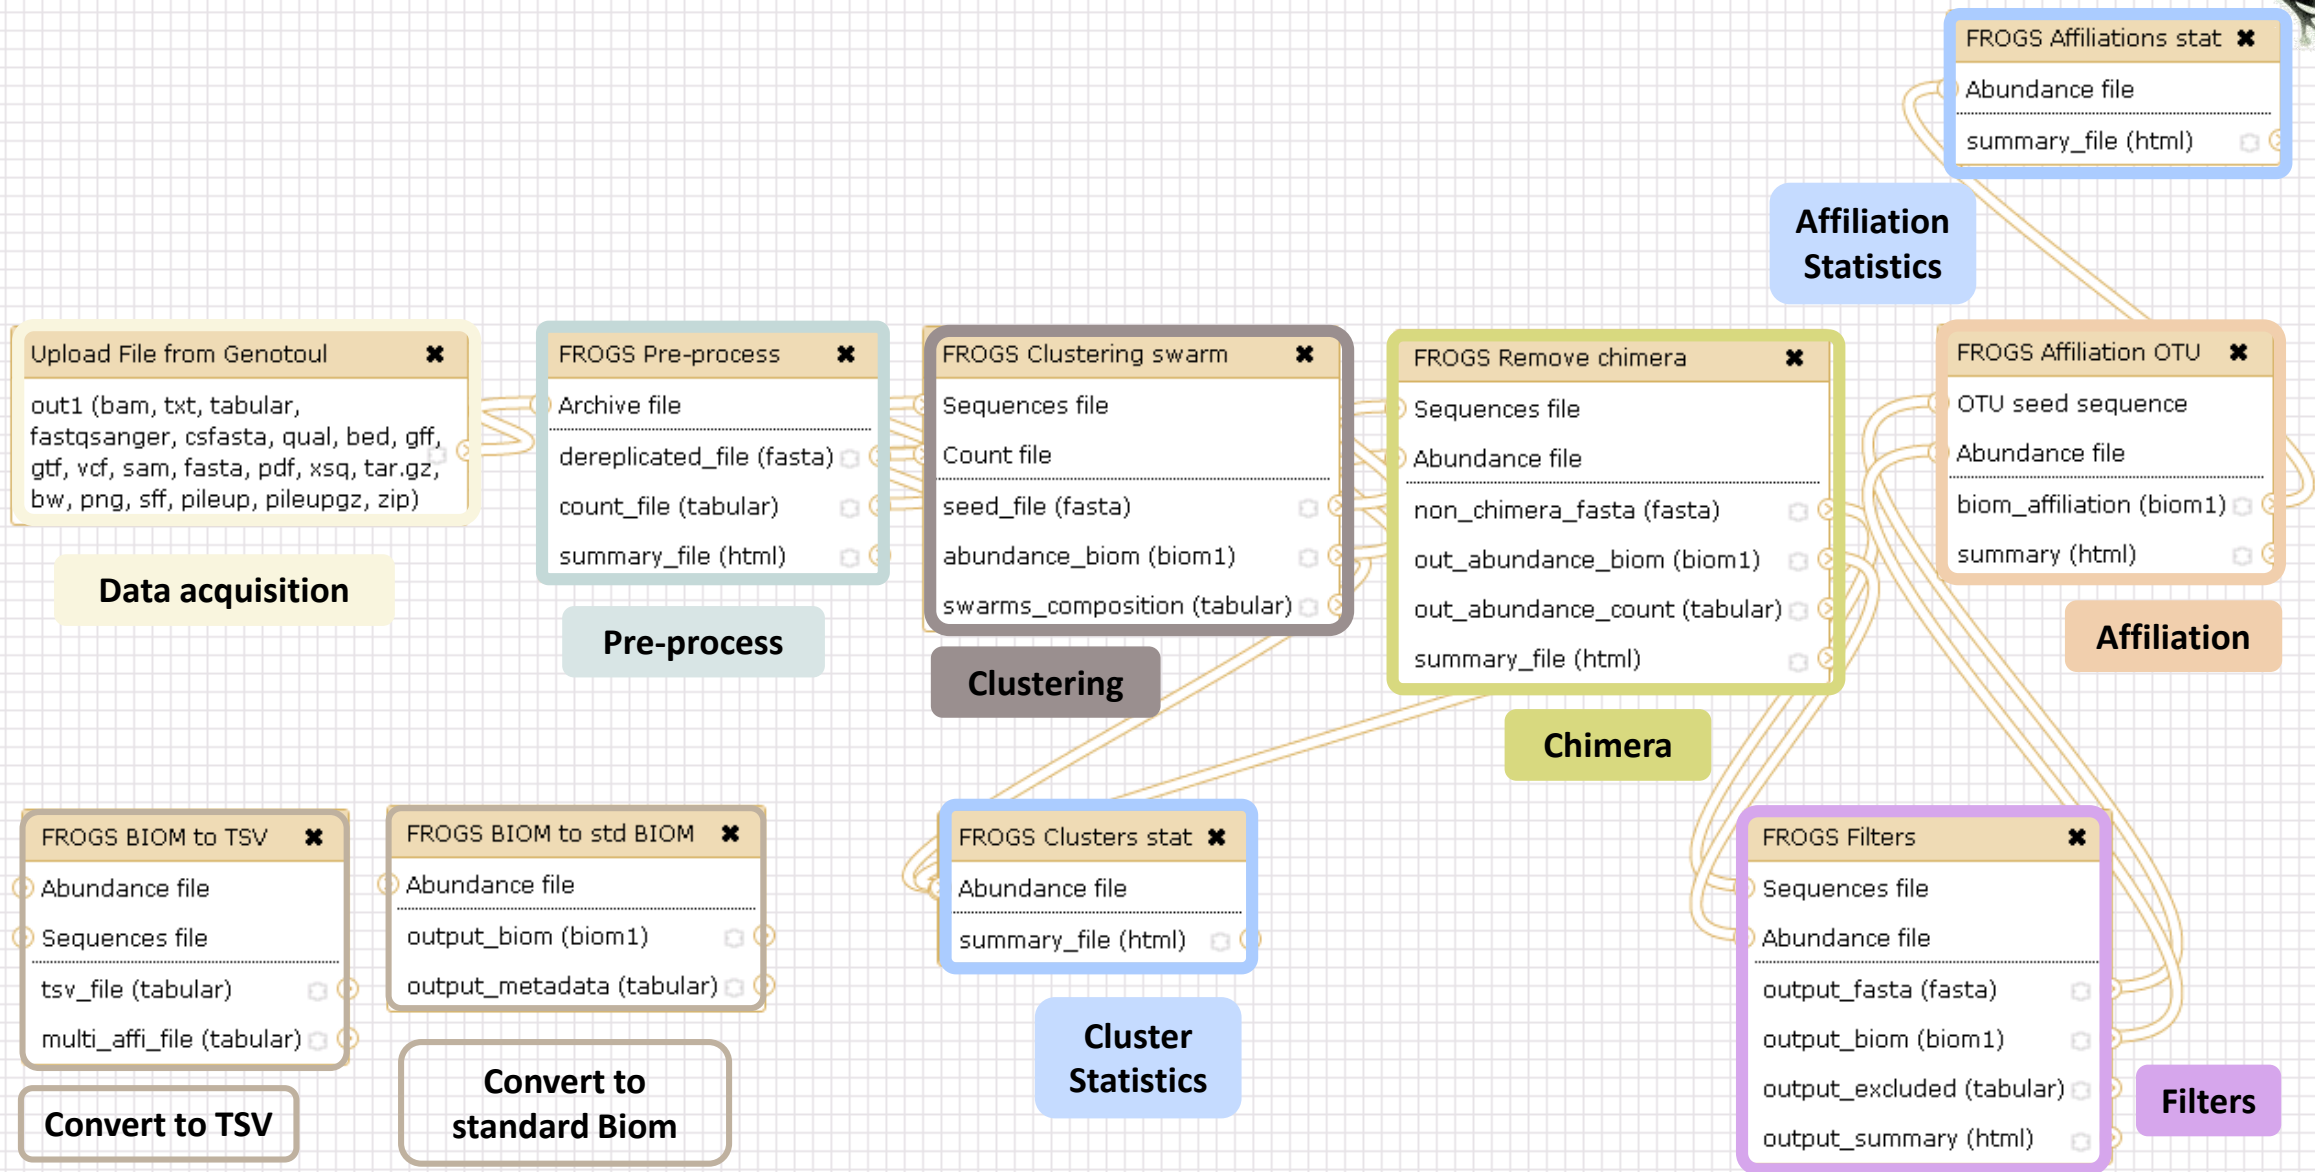 FROGS Affiliations stat
Abundance file
summary_file (html)
Affiliation
Statistics
Upload File from Genotoul
out1 (bam, txt, tabular,
fastqsanger, csfasta, qual, bed, gff,
gtf, vcf, sam, fasta, pdf, xsq, tar.gz,
bw, png, sff, pileup, pileupgz, zip)
Data acquisition
FROGS Pre-process
Archive file
dereplicated_file (fasta)
count_file (tabular)
summary_file (html)
Pre-process
FROGS Clustering swarm
Sequences file
Count file
seed_file (fasta)
abundance_biom (biom1)
swarms_composition (tabular)
Clustering
FROGS Remove chimera
Sequences file
Abundance file
non_chimera_fasta (fasta)
out_abundance_biom (biom1)
out_abundance_count (tabular)
summary_file (html)
Chimera
FROGS Affiliation OTU
OTU seed sequence
Abundance file
biom_affiliation (biom1)
summary (html)
Affiliation
FROGS BIOM to TSV
Abundance file
Sequences file
tsv_file (tabular)
multi_affi_file (tabular)
Convert to TSV
FROGS BIOM to std BIOM
Abundance file
output_biom (biom1)
output_metadata (tabular)
Convert to
standard Biom
FROGS Clusters stat
Abundance file
summary_file (html)
Cluster
Statistics
FROGS Filters
Sequences file
Abundance file
output_fasta (fasta)
output_biom (biom1)
output_excluded (tabular)
output_summary (html)
Filters